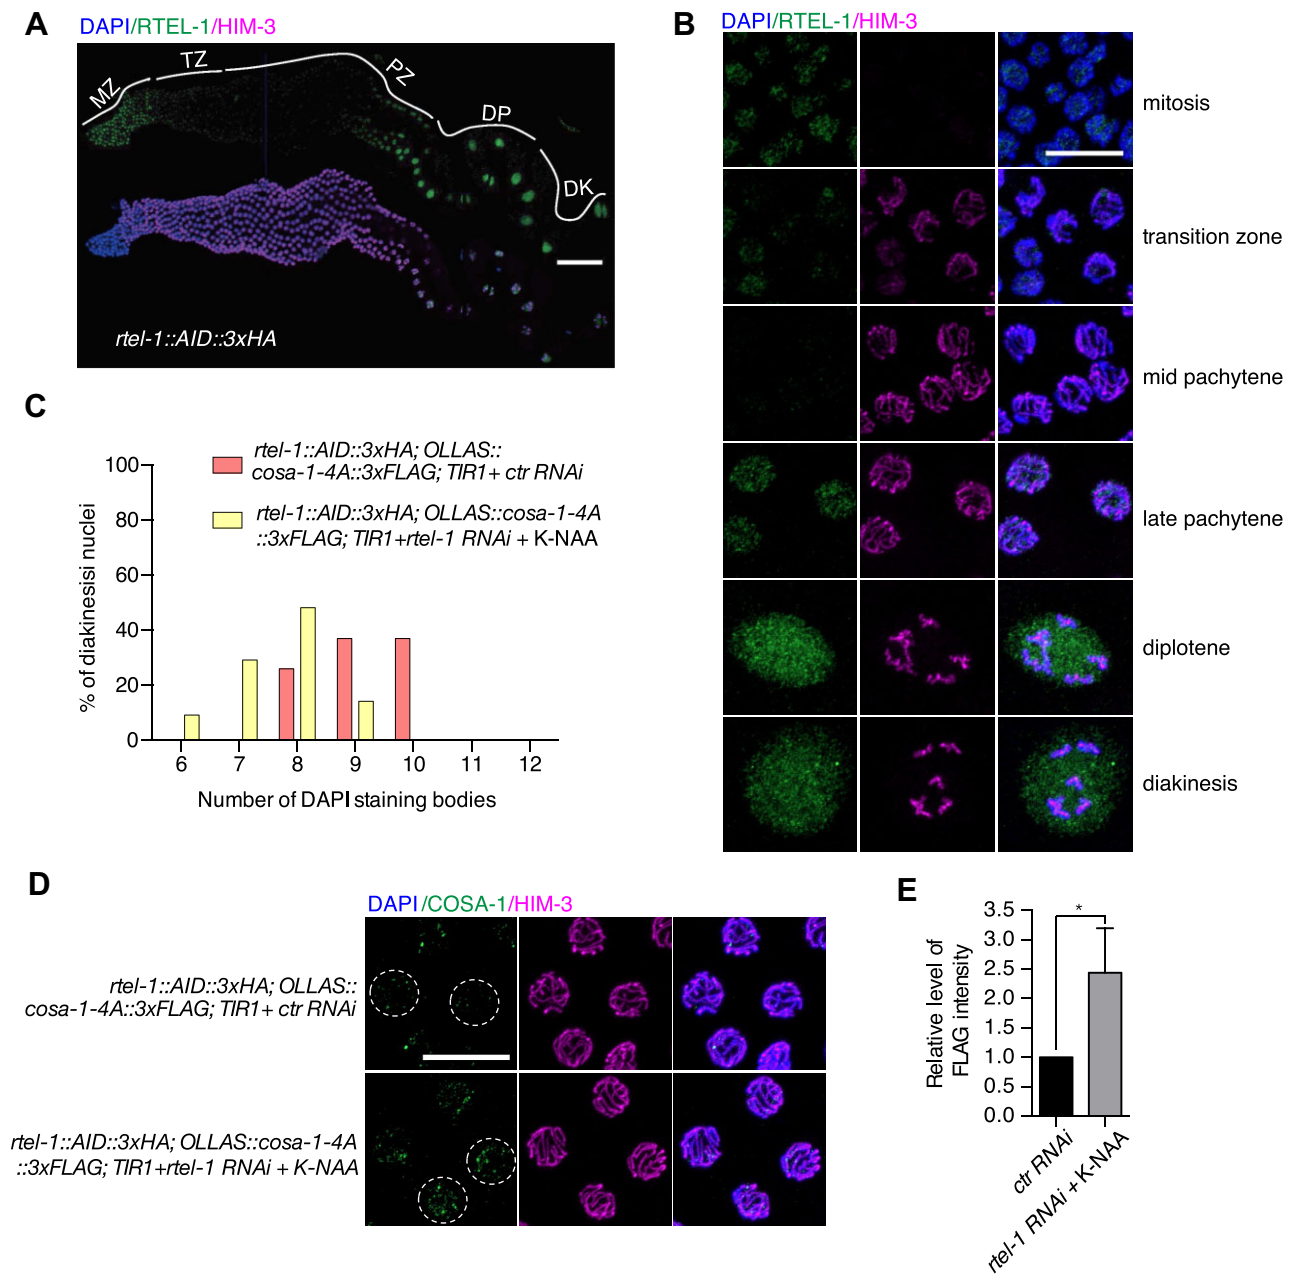 A
DAPI/RTEL-1/HIM-3
MZ
TZ
PZ
DP
DK
rtel-1::AID::3xHA
B
DAPI/RTEL-1/HIM-3
mitosis
transition zone
mid pachytene
late pachytene
diplotene
diakinesis
C
rtel-1::AID::3xHA; OLLAS::
cosa-1-4A::3xFLAG; TIR1+ ctr RNAi
rtel-1::AID::3xHA; OLLAS::cosa-1-4A
::3xFLAG; TIR1+rtel-1 RNAi + K-NAA
% of diakinesisi nuclei
100
80
60
40
20
0
6 7 8 9 10 11 12
Number of DAPI staining bodies
D
DAPI/COSA-1/HIM-3
rtel-1::AID::3xHA; OLLAS::
cosa-1-4A::3xFLAG; TIR1+ ctr RNAi
rtel-1::AID::3xHA; OLLAS::cosa-1-4A
::3xFLAG; TIR1+rtel-1 RNAi + K-NAA
E
Relative level of
FLAG intensity
3.5
3.0
2.5
2.0
1.5
1.0
0.5
0.0
*
ctr RNAi
rtel-1 RNAi + K-NAA